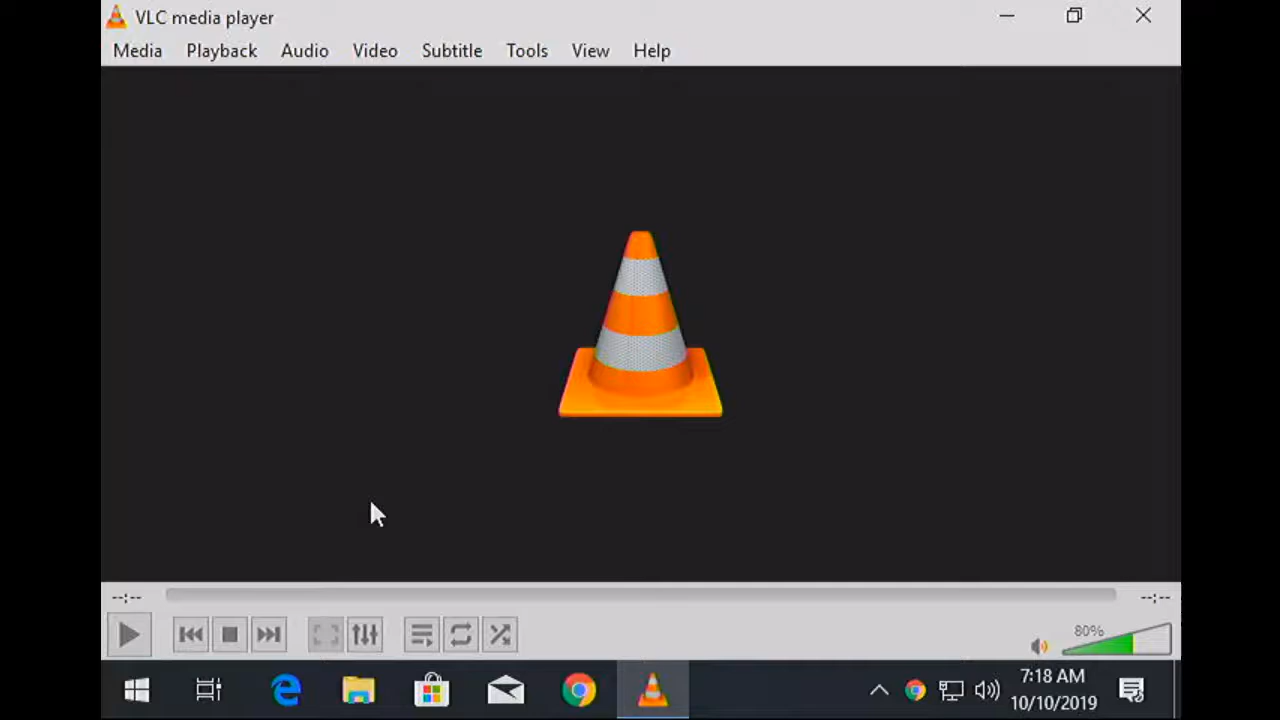 VLC media player
Media Playback Audio Video Subtitle Tools View Help
--:-- --:--
80%
7:18 AM
10/10/2019